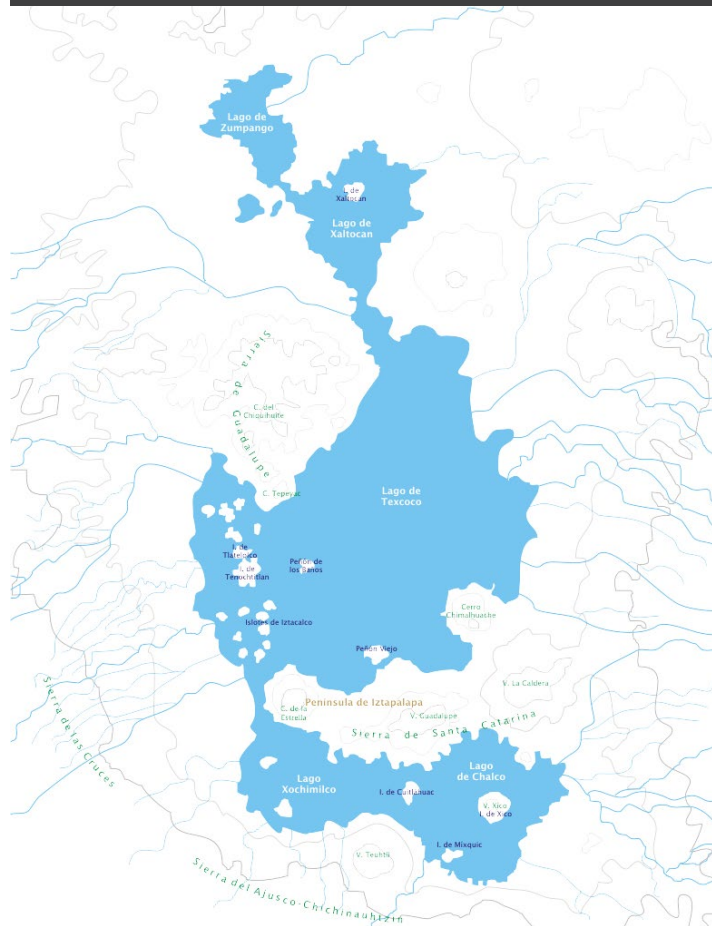 Lago de
Zumpango
I. de
Xaltocan
Lago de
Xaltocan
Sierra de Guadalupe
C. del
Chiquihuite
C. Tepeyac
Lago de
Texcoco
I. de
Tlatelolco
I. de
Tenochtitlan
Peñón de
los Baños
Islotes de Iztacalco
Cerro
Chimalhuache
Peñón Viejo
V. La Caldera
Peninsula de Iztapalapa
C. de la
Estrella
V. Guadalupe
Sierra de Santa Catarina
Sierra de las Cruces
Lago
Xochimilco
Lago
de Chalco
I. de Cuitlahuac
V. Xico
I. de Xico
I. de Mixquic
V. Teuhtli
Sierra del Ajusco-Chichinauhtzin